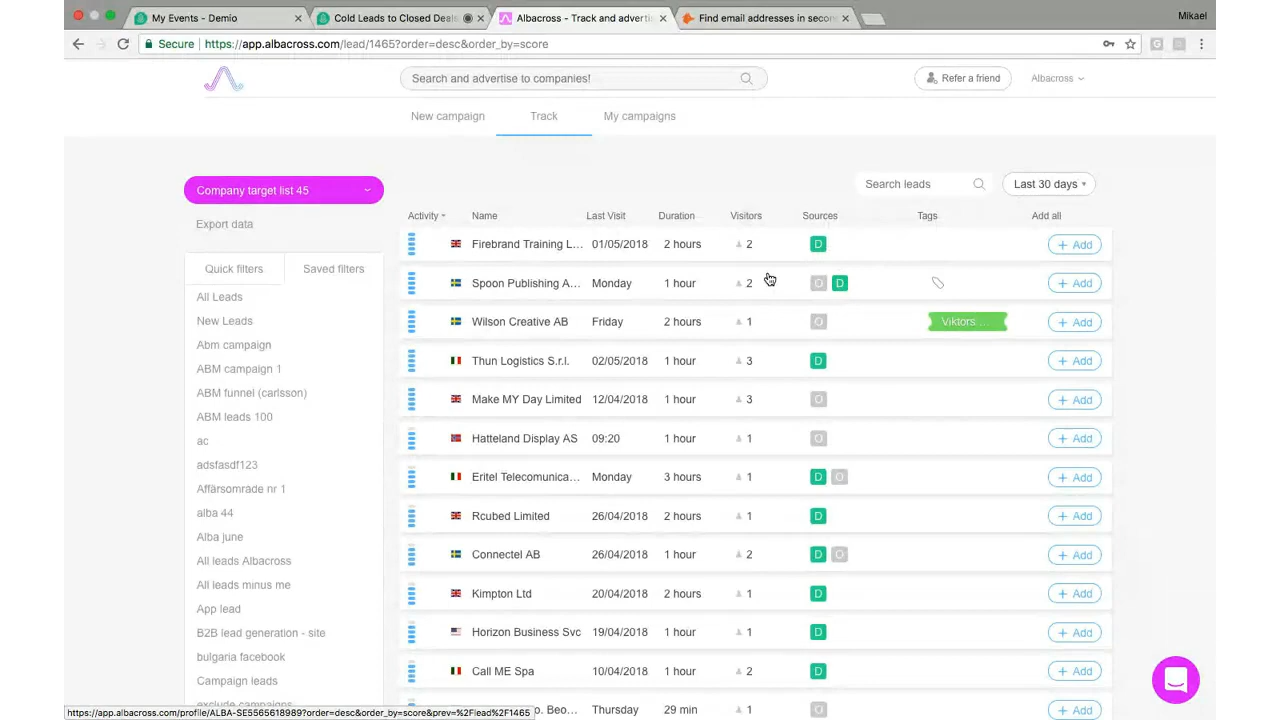 My Events - Demio
Cold Leads to Closed Deals
Albacross - Track and adverti
Find email addresses in secon
Mikael
Secure
https://app.albacross.com/lead/1465?order=desc&order_by=score
Search and advertise to companies!
Refer a friend
Albacross
New campaign
Track
My campaigns
Company target list 45
Export data
Quick filters
Saved filters
All Leads
New Leads
Abm campaign
ABM campaign 1
ABM funnel (carlsson)
ABM leads 100
ac
adsfasdf123
Affärsområde nr 1
alba 44
Alba june
All leads Albacross
All leads minus me
App lead
B2B lead generation - site
bulgaria facebook
Campaign leads
exclude campaigns
Search leads
Last 30 days
Activity Name Last Visit Duration Visitors Sources Tags Add all
Firebrand Training L... 01/05/2018 2 hours 2 D + Add
Spoon Publishing A... Monday 1 hour 2 O D + Add
Wilson Creative AB Friday 2 hours 1 O Viktors ... + Add
Thun Logistics S.r.l. 02/05/2018 1 hour 3 D + Add
Make MY Day Limited 12/04/2018 1 hour 3 O + Add
Hatteland Display AS 09:20 1 hour 1 O + Add
Eritel Telecomunica... Monday 3 hours 1 D O + Add
Rcubed Limited 26/04/2018 2 hours 1 D + Add
Connectel AB 26/04/2018 1 hour 2 D O + Add
Kimpton Ltd 20/04/2018 2 hours 1 D + Add
Horizon Business Svc 19/04/2018 1 hour 1 D + Add
Call ME Spa 10/04/2018 1 hour 2 D + Add
o. Beo... Thursday 29 min 1 O + Add
https://app.albacross.com/profile/ALBA-SE5565618989?order=desc&order_by=score&prev=%2Flead%2F1465